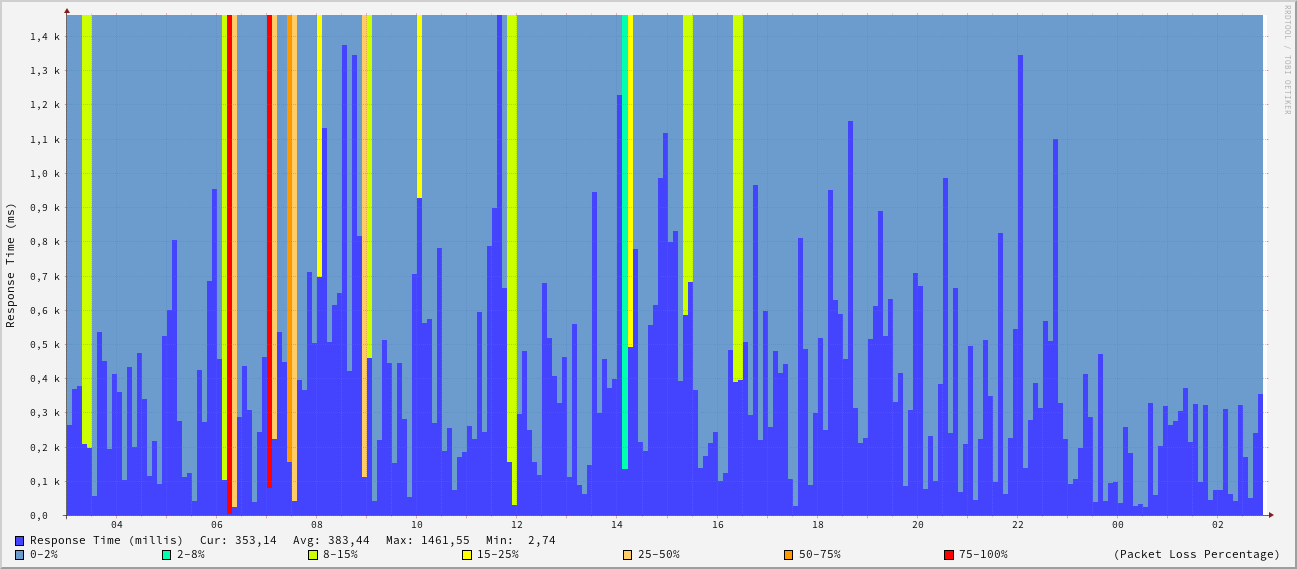 RRDTOOL / TOBI OETIKER
Response Time (ms)
1,4 k
1,3 k
1,2 k
1,1 k
1,0 k
0,9 k
0,8 k
0,7 k
0,6 k
0,5 k
0,4 k
0,3 k
0,2 k
0,1 k
0,0
04 06 08 10 12 14 16 18 20 22 00 02
Response Time (millis) Cur: 353,14 Avg: 383,44 Max: 1461,55 Min: 2,74
0-2% 2-8% 8-15% 15-25% 25-50% 50-75% 75-100% (Packet Loss Percentage)